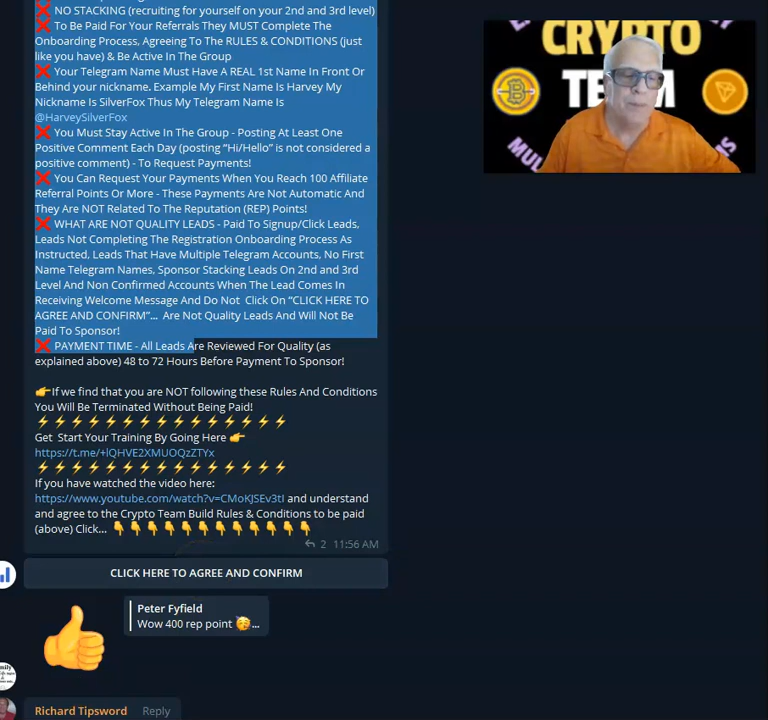 ❌ NO STACKING (recruiting for yourself on your 2nd and 3rd level)
❌ To Be Paid For Your Referrals They MUST Complete The
Onboarding Process, Agreeing To The RULES & CONDITIONS (just
like you have) & Be Active In The Group
❌ Your Telegram Name Must Have A REAL 1st Name In Front Or
Behind your nickname. Example My First Name Is Harvey My
Nickname Is SilverFox Thus My Telegram Name Is
@HarveySilverFox
❌ You Must Stay Active In The Group - Posting At Least One
Positive Comment Each Day (posting “Hi/Hello” is not considered a
positive comment) - To Request Payments!
❌ You Can Request Your Payments When You Reach 100 Affiliate
Referral Points Or More - These Payments Are Not Automatic And
They Are NOT Related To The Reputation (REP) Points!
❌ WHAT ARE NOT QUALITY LEADS - Paid To Signup/Click Leads,
Leads Not Completing The Registration Onboarding Process As
Instructed, Leads That Have Multiple Telegram Accounts, No First
Name Telegram Names, Sponsor Stacking Leads On 2nd and 3rd
Level And Non Confirmed Accounts When The Lead Comes In
Receiving Welcome Message And Do Not Click On “CLICK HERE TO
AGREE AND CONFIRM”... Are Not Quality Leads And Will Not Be
Paid To Sponsor!
❌ PAYMENT TIME - All Leads Are Reviewed For Quality (as
explained above) 48 to 72 Hours Before Payment To Sponsor!
👉If we find that you are NOT following these Rules And Conditions
You Will Be Terminated Without Being Paid!
⚡⚡⚡⚡⚡⚡⚡⚡⚡⚡⚡⚡⚡⚡⚡
Get Start Your Training By Going Here 👉
https://t.me/+lQHVE2XMUOQzZTYx
⚡⚡⚡⚡⚡⚡⚡⚡⚡⚡⚡⚡⚡⚡⚡
If you have watched the video here:
https://www.youtube.com/watch?v=CMoKJSEv3tI and understand
and agree to the Crypto Team Build Rules & Conditions to be paid
(above) Click... 👇👇👇👇👇👇👇👇👇👇👇👇
2 11:56 AM
CLICK HERE TO AGREE AND CONFIRM
Peter Fyfield
Wow 400 rep point 🥳...
Richard Tipsword Reply
CRYPTO
TE M
MUL